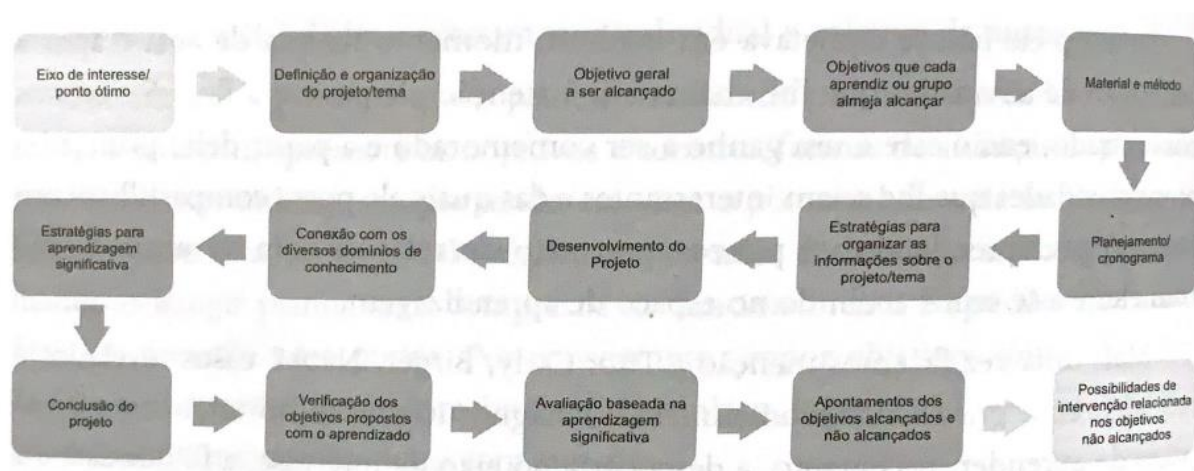 Eixo de interesse/
ponto ótimo
Definição e organização
do projeto/tema
Objetivo geral
a ser alcançado
Objetivos que cada
aprendiz ou grupo
almeja alcançar
Material e método
Planejamento/
cronograma
Estratégias para
organizar as
informações sobre o
projeto/tema
Desenvolvimento do
Projeto
Conexão com os
diversos domínios de
conhecimento
Estratégias para
aprendizagem
significativa
Conclusão do
projeto
Verificação dos
objetivos propostos
com o aprendizado
Avaliação baseada na
aprendizagem
significativa
Apontamentos dos
objetivos alcançados e
não alcançados
Possibilidades de
intervenção relacionada
nos objetivos
não alcançados